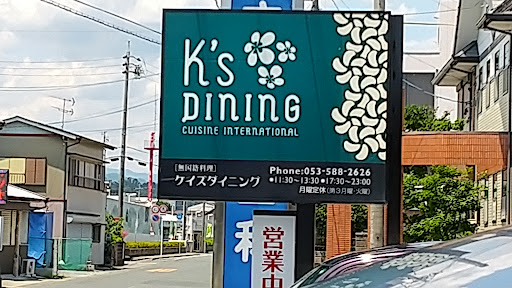 K's
DINING
CUISINE INTERNATIONAL
[無国籍料理]
ケイズダイニング
Phone:053-588-2626
●11:30~13:30●17:30~23:00
月曜定休(第3月曜・火曜)
営業中